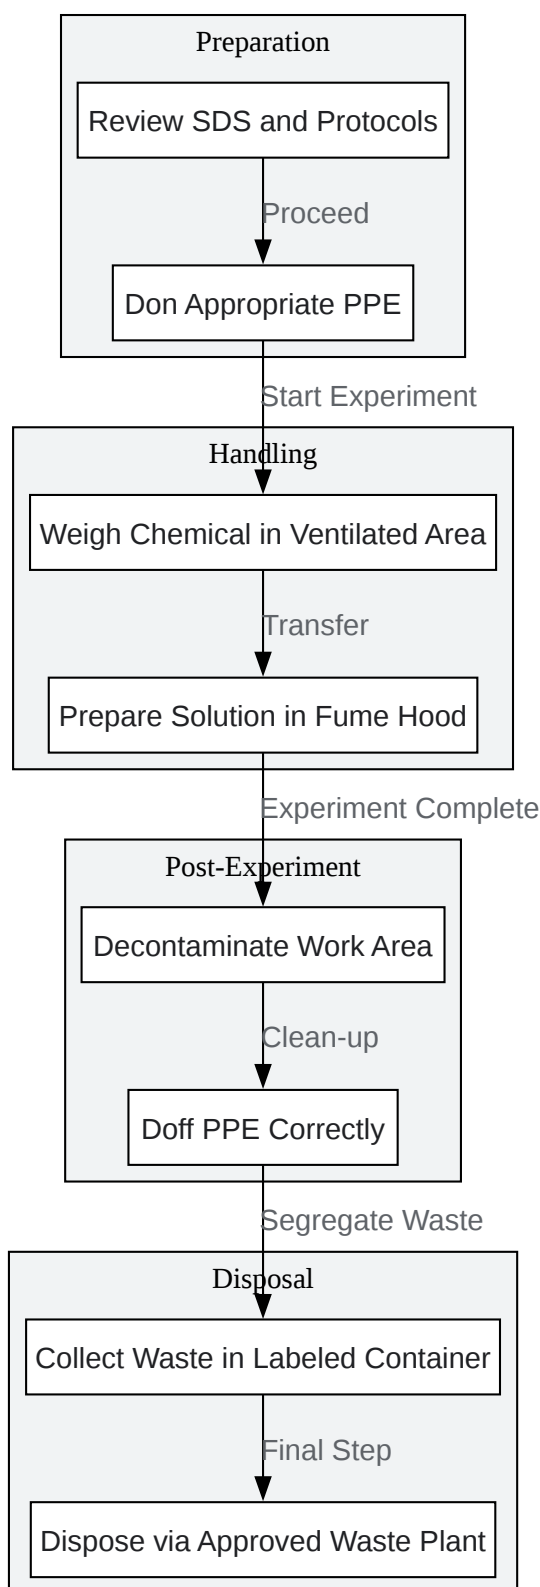 Preparation
Review SDS and Protocols
Proceed
Don Appropriate PPE
Start Experiment
Handling
Weigh Chemical in Ventilated Area
Transfer
Prepare Solution in Fume Hood
Experiment Complete
Post-Experiment
Decontaminate Work Area
Clean-up
Doff PPE Correctly
Segregate Waste
Disposal
Collect Waste in Labeled Container
Final Step
Dispose via Approved Waste Plant